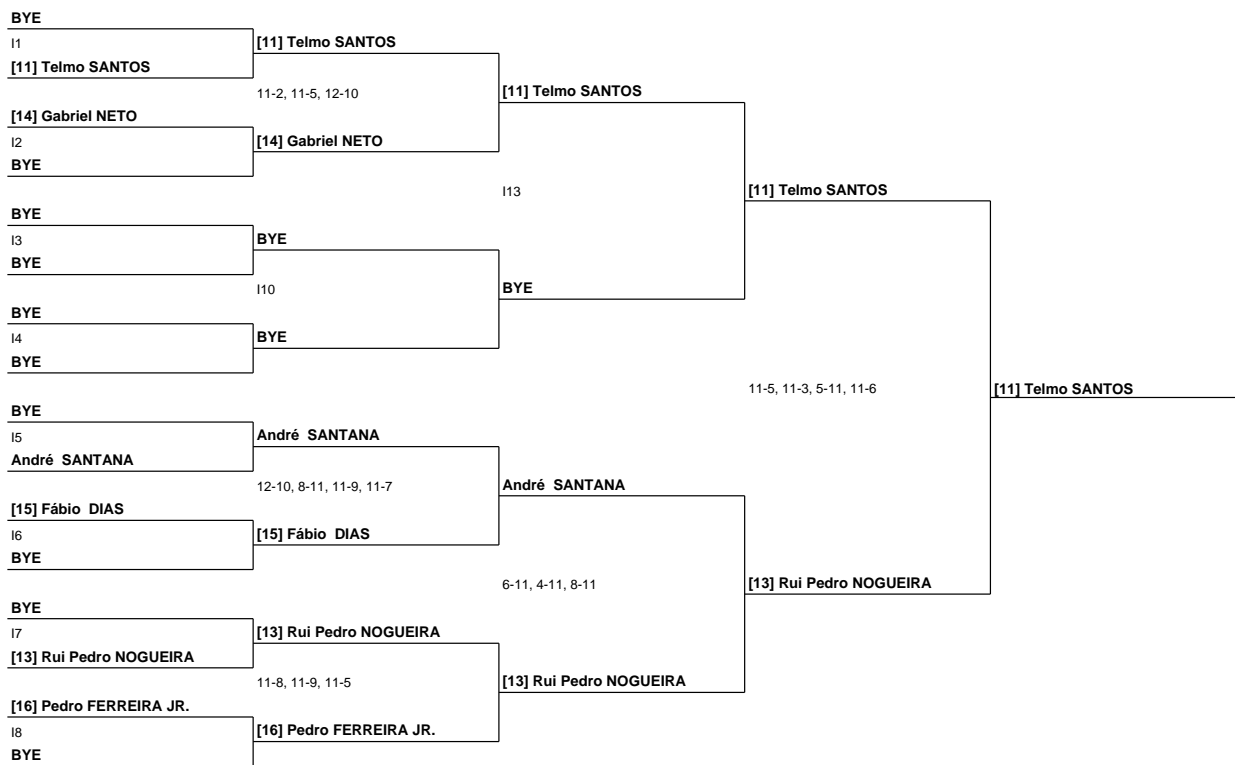 BYE
I1
[11] Telmo SANTOS
[14] Gabriel NETO
I2
BYE
BYE
I3
BYE
BYE
I4
BYE
BYE
I5
André  SANTANA
[15] Fábio  DIAS
I6
BYE
BYE
I7
[13] Rui Pedro NOGUEIRA
[16] Pedro FERREIRA JR.
I8
BYE
[11] Telmo SANTOS
11-2, 11-5, 12-10
[14] Gabriel NETO
BYE
I10
BYE
André  SANTANA
12-10, 8-11, 11-9, 11-7
[15] Fábio  DIAS
[13] Rui Pedro NOGUEIRA
11-8, 11-9, 11-5
[16] Pedro FERREIRA JR.
[11] Telmo SANTOS
I13
BYE
André  SANTANA
6-11, 4-11, 8-11
[13] Rui Pedro NOGUEIRA
[11] Telmo SANTOS
11-5, 11-3, 5-11, 11-6
[13] Rui Pedro NOGUEIRA
[11] Telmo SANTOS